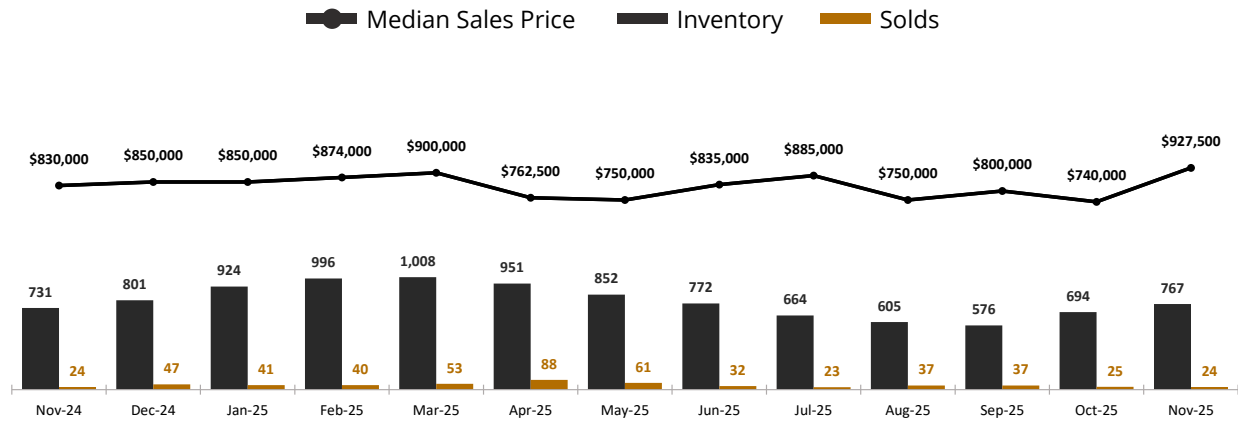 Median Sales Price Inventory Solds
$830,000 $850,000 $850,000 $874,000 $900,000 $762,500 $750,000 $835,000 $885,000 $750,000 $800,000 $740,000 $927,500
731 801 924 996 1,008 951 852 772 664 605 576 694 767
24 47 41 40 53 88 61 32 23 37 37 25 24
Nov-24 Dec-24 Jan-25 Feb-25 Mar-25 Apr-25 May-25 Jun-25 Jul-25 Aug-25 Sep-25 Oct-25 Nov-25